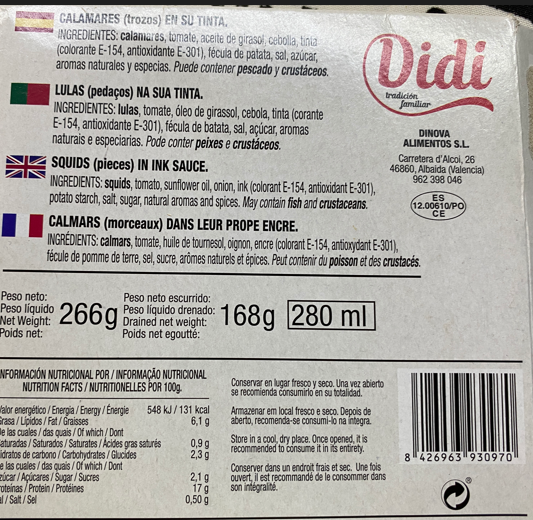 CALAMARES (trozos) EN SU TINTA.
INGREDIENTES: calamares, tomate, aceite de girasol, cebolla, tinta
(colorante E-154, antioxidante E-301), fécula de patata, sal, azúcar,
aromas naturales y especias. Puede contener pescado y crustáceos.
LULAS (pedaços) NA SUA TINTA.
INGREDIENTES: lulas, tomate, óleo de girassol, cebola, tinta (corante
E-154, antioxidante E-301), fécula de batata, sal, açúcar, aromas
naturais e especiarias. Pode conter peixes e crustáceos.
SQUIDS (pieces) IN INK SAUCE.
INGREDIENTS: squids, tomato, sunflower oil, onion, ink (colorant E-154, antioxidant E-301),
potato starch, salt, sugar, natural aromas and spices. May contain fish and crustaceans.
CALMARS (morceaux) DANS LEUR PROPE ENCRE.
INGRÉDIENTS: calmars, tomate, huile de tournesol, oignon, encre (colorant E-154, antioxydant E-301),
fécule de pomme de terre, sel, sucre, arômes naturels et épices. Peut contenir du poisson et des crustacés.
Didi
tradición
familiar
DINOVA
ALIMENTOS S.L.
Carretera d'Alcoi, 26
46860, Albaida (Valencia)
962 398 046
ES
12.00610/PO
CE
Peso neto:
Peso líquido
Net Weight:
Poids net:
266g
Peso neto escurrido:
Peso líquido drenado:
Drained net weight:
Poids net egoutté:
168g
280 ml
NFORMACIÓN NUTRICIONAL POR / INFORMAÇÃO NUTRICIONAL
NUTRITION FACTS / NUTRITIONELLES POR 100g.
Valor energético / Energia / Energy / Énergie 548 kJ / 131 kcal
Grasa / Lípidos / Fat / Graisses 6,1 g
De las cuales / das quais / Of which / Dont
aturadas / Saturados / Saturates / Ácides gras saturés 0,9 g
idratos de carbono / Carbohydrates / Glucides 2,3 g
e las cuales / das quais / Of which / Dont
zúcar / Açúcares / Sugar / Sucres 2,1 g
roteínas / Protein / Protéines 17 g
al / Salt / Sel 0,50 g
Conservar en lugar fresco y seco. Una vez abierto
se recomienda consumirlo en su totalidad.
Armazenar em local fresco e seco. Depois de
aberto, recomenda-se consumi-lo na íntegra.
Store in a cool, dry place. Once opened, it is
recommended to consume it in its entirety.
Conserver dans un endroit frais et sec. Une fois
ouvert, il est recommandé de le consommer dans
son intégralité.
8 426963 930970